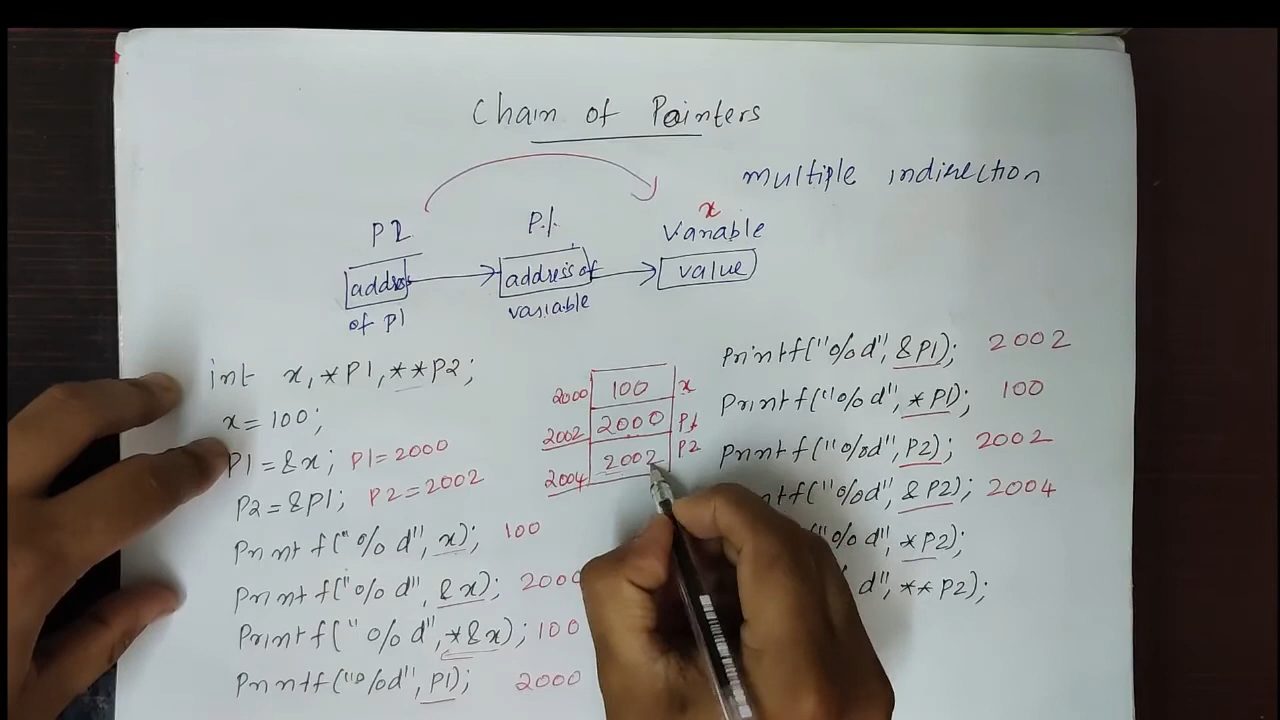 Chain of Pointers
multiple indirection
P2 P1 x
Variable
address address of value
of P1 variable
int x, *P1, **P2;
x = 100;
P1 = &x; P1 = 2000
P2 = &P1; P2 = 2002
Printf("%d", x); 100
Printf("%d", &x); 2000
Printf("%d", *&x); 100
Printf("%d", P1); 2000
2000 100 x
2002 2000 P1
2004 2002 P2
Printf("%d", &P1); 2002
Printf("%d", *P1); 100
Printf("%d", P2); 2002
ntf("%d", &P2); 2004
"%d", *P2);
d", **P2);